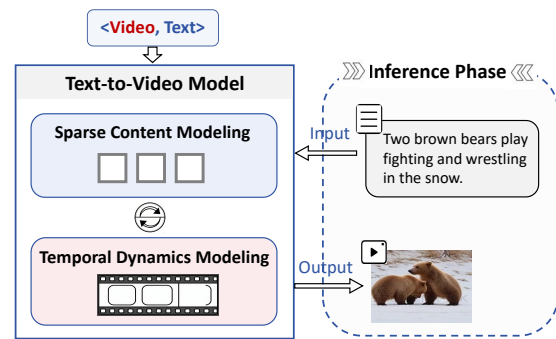 <Video, Text>
Text-to-Video Model
Sparse Content Modeling
Temporal Dynamics Modeling
Inference Phase
Input
Two brown bears play
fighting and wrestling
in the snow.
Output